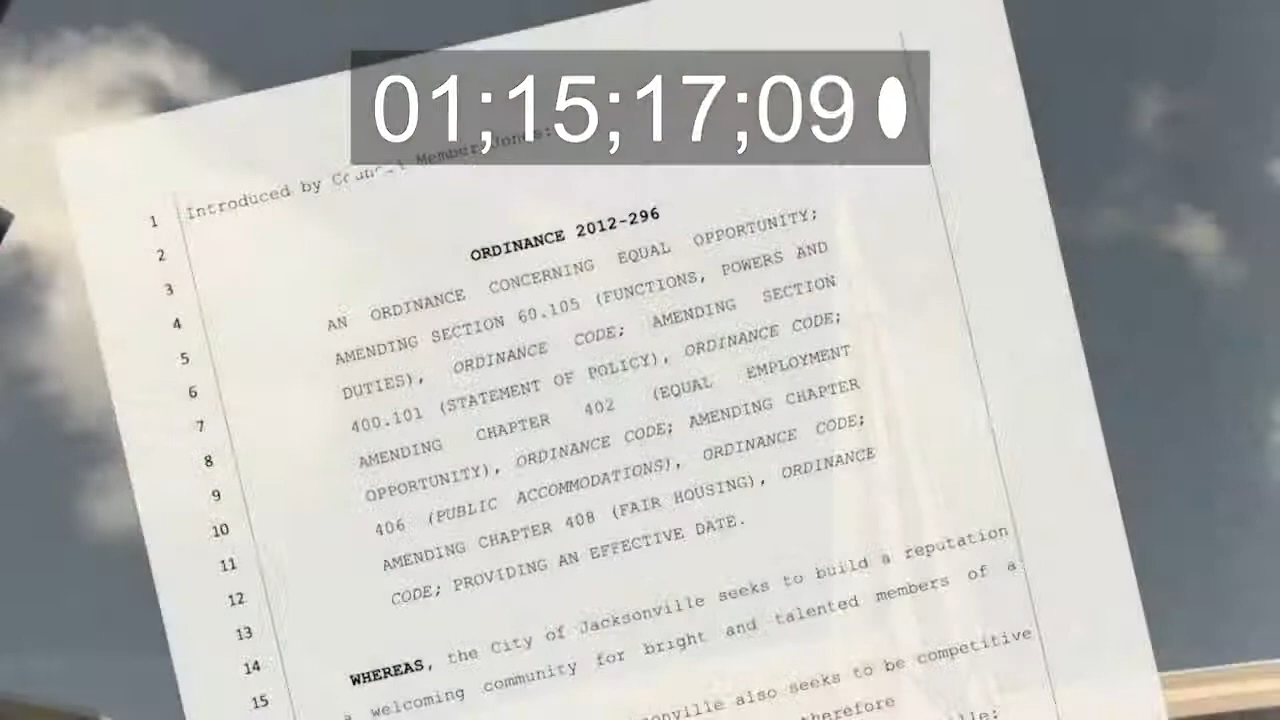 01;15;17;09
1 Introduced by Council Member Jones:
2
3 ORDINANCE 2012-296
4 AN ORDINANCE CONCERNING EQUAL OPPORTUNITY;
5 AMENDING SECTION 60.105 (FUNCTIONS, POWERS AND
6 DUTIES), ORDINANCE CODE; AMENDING SECTION
7 400.101 (STATEMENT OF POLICY), ORDINANCE CODE;
8 AMENDING CHAPTER 402 (EQUAL EMPLOYMENT
9 OPPORTUNITY), ORDINANCE CODE; AMENDING CHAPTER
10 406 (PUBLIC ACCOMMODATIONS), ORDINANCE CODE;
11 AMENDING CHAPTER 408 (FAIR HOUSING), ORDINANCE
12 CODE; PROVIDING AN EFFECTIVE DATE.
13
14 WHEREAS, the City of Jacksonville seeks to build a reputation
15 a welcoming community for bright and talented members of a
also seeks to be competitive
therefore